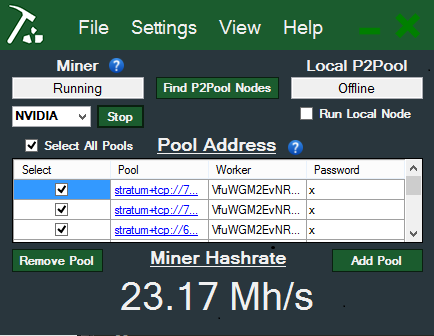 File Settings View Help
Miner ? Local P2Pool
Running Find P2Pool Nodes Offline
NVIDIA Stop Run Local Node
Select All Pools Pool Address ?
Select Pool Worker Password
stratum+tcp://7... VfuWGM2EvNR... x
stratum+tcp://7... VfuWGM2EvNR... x
stratum+tcp://6... VfuWGM2EvNR... x
Remove Pool Miner Hashrate Add Pool
23.17 Mh/s